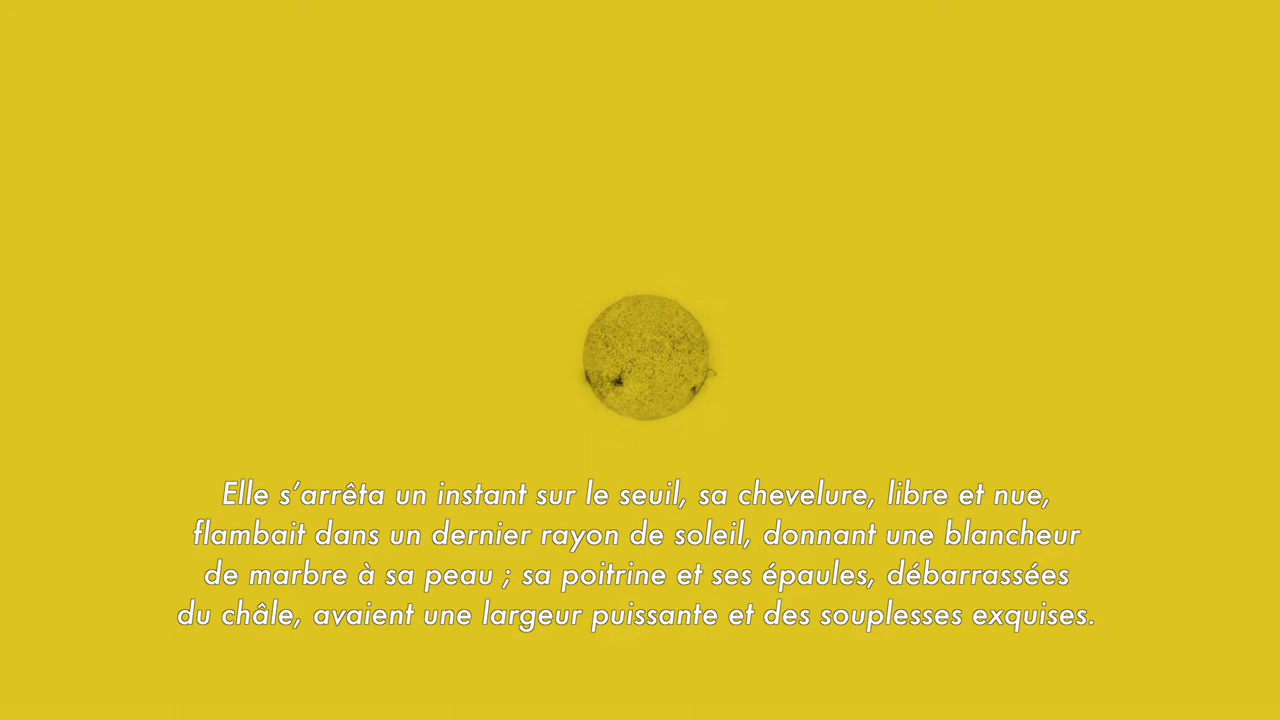 Elle s’arrêta un instant sur le seuil, sa chevelure, libre et nue,
flambait dans un dernier rayon de soleil, donnant une blancheur
de marbre à sa peau ; sa poitrine et ses épaules, débarrassées
du châle, avaient une largeur puissante et des souplesses exquises.